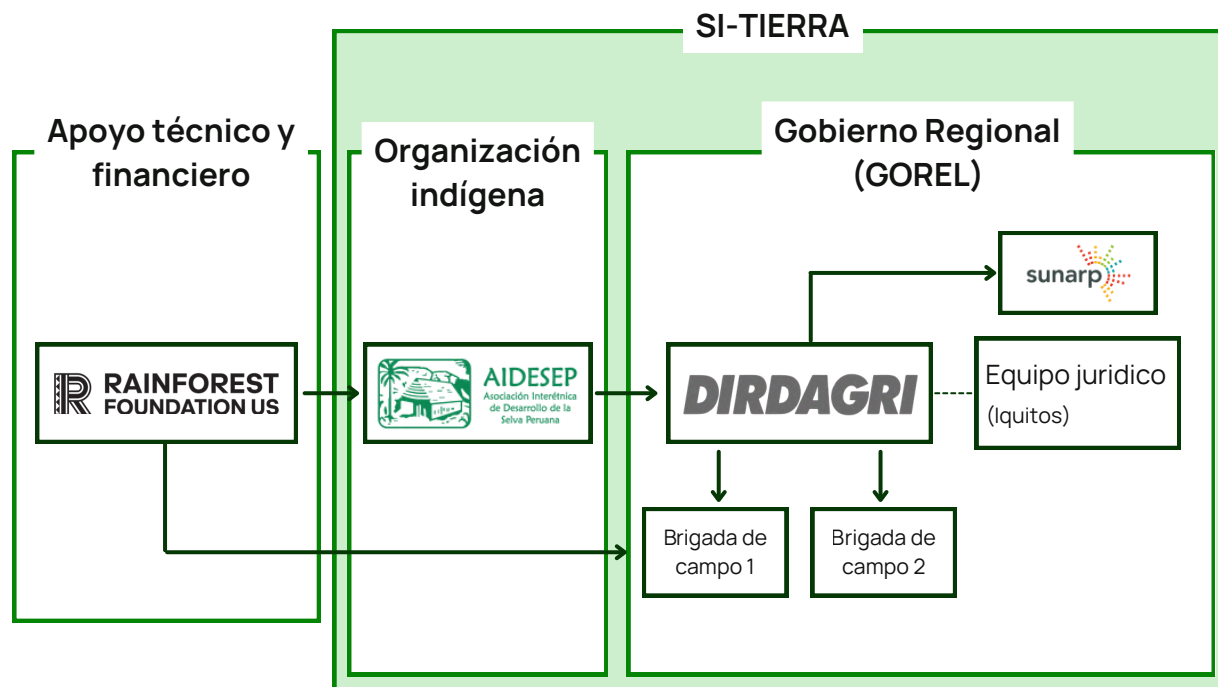 SI-TIERRA
Apoyo técnico y
financiero
Organización
indígena
Gobierno Regional
(GOREL)
sunarp
RAINFOREST
FOUNDATION US
AIDESEP
Asociación Interétnica
de Desarrollo de la
Selva Peruana
DIRDAGRI
Equipo juridico
(Iquitos)
Brigada de
campo 1
Brigada de
campo 2